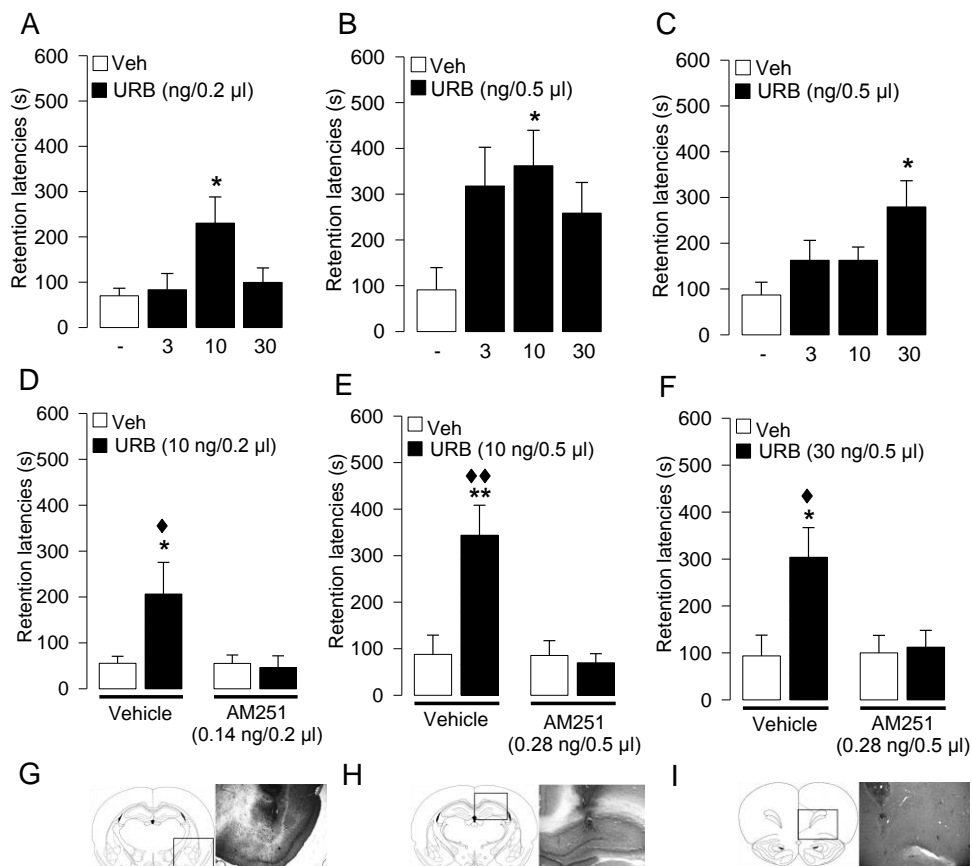 A
Retention latencies (s)
600
500
400
300
200
100
0
Veh
URB (ng/0.2 µl)
*
- 3 10 30
B
Retention latencies (s)
600
500
400
300
200
100
0
Veh
URB (ng/0.5 µl)
*
- 3 10 30
C
Retention latencies (s)
600
500
400
300
200
100
0
Veh
URB (ng/0.5 µl)
*
- 3 10 30
D
Retention latencies (s)
600
500
400
300
200
100
0
Veh
URB (10 ng/0.2 µl)
♦
*
Vehicle
AM251
(0.14 ng/0.2 µl)
E
Retention latencies (s)
600
500
400
300
200
100
0
Veh
URB (10 ng/0.5 µl)
♦♦
**
Vehicle
AM251
(0.28 ng/0.5 µl)
F
Retention latencies (s)
600
500
400
300
200
100
0
Veh
URB (30 ng/0.5 µl)
♦
*
Vehicle
AM251
(0.28 ng/0.5 µl)
G
H
I